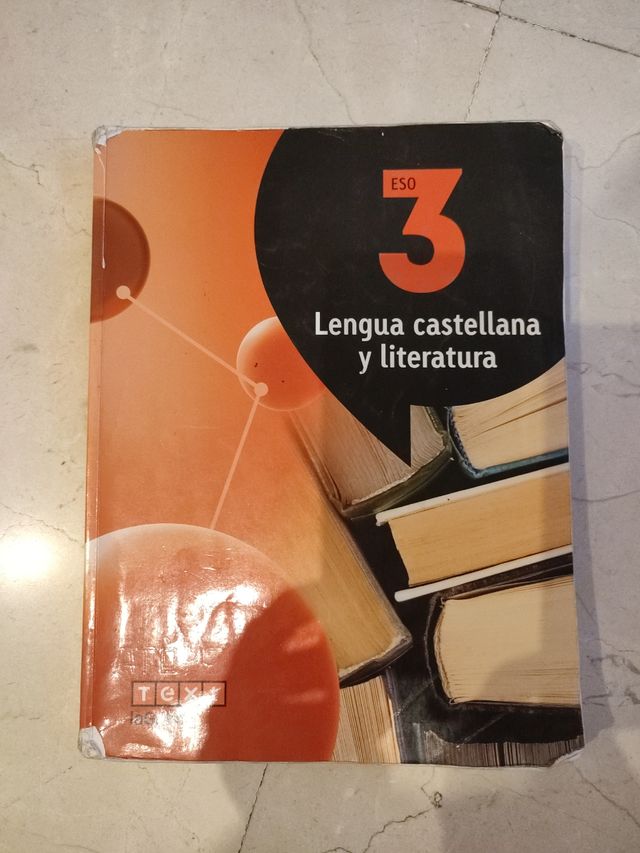 ESO
3
Lengua castellana
y literatura
TEXT